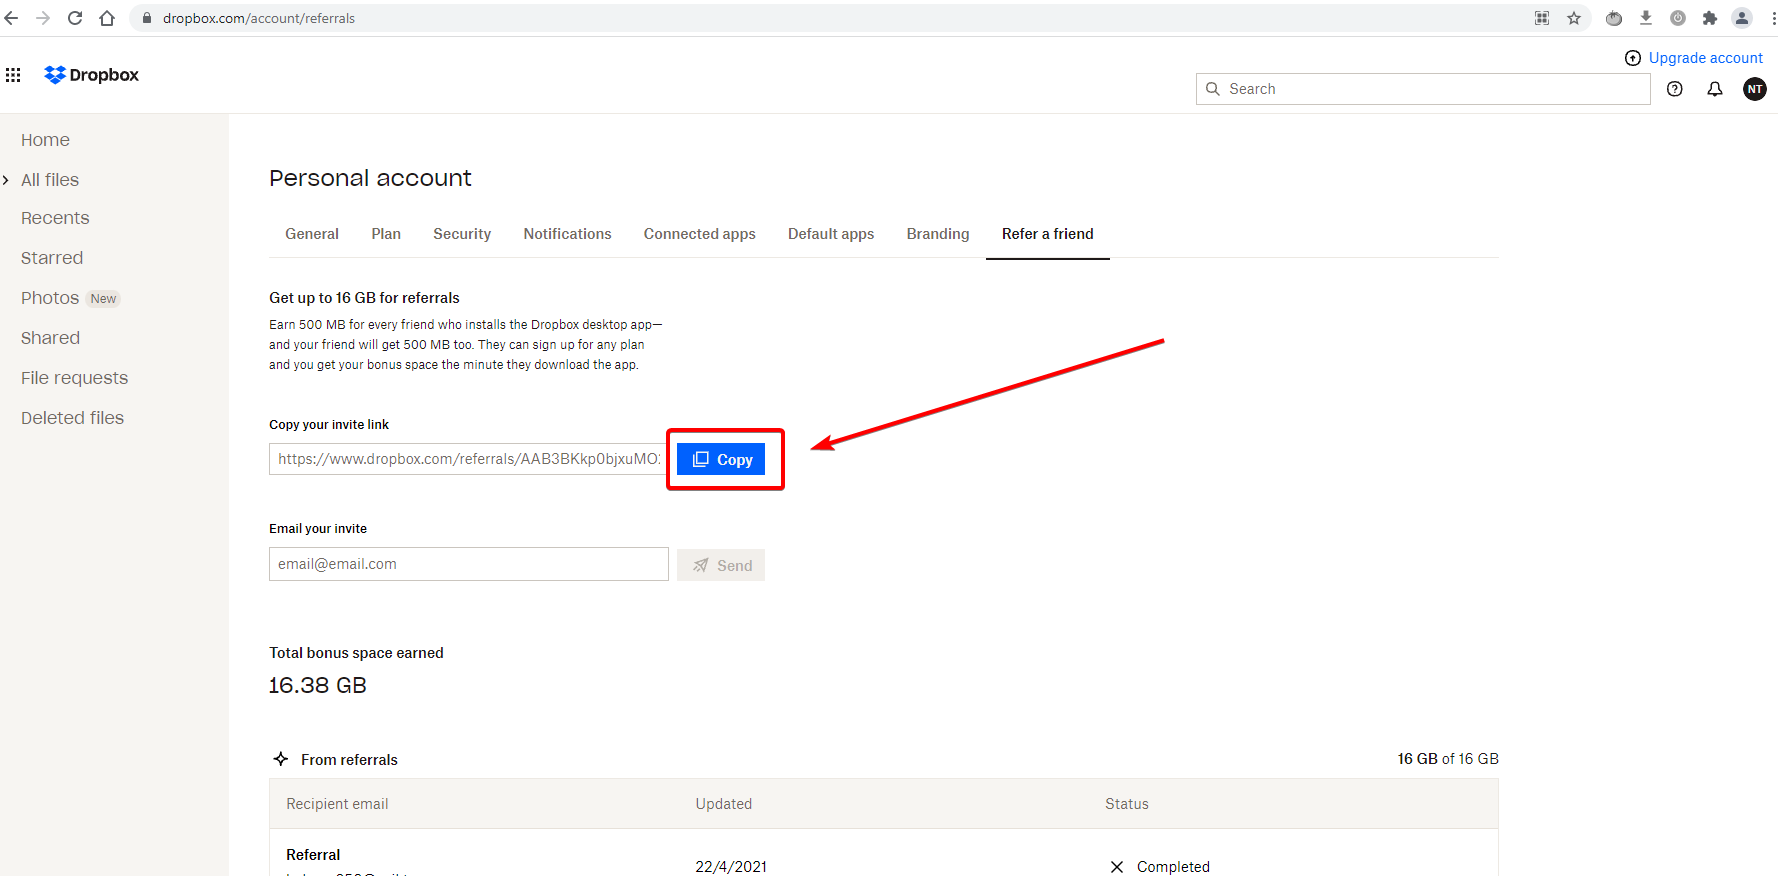 dropbox.com/account/referrals
Upgrade account
Dropbox
Search
NT
Home
All files
Recents
Starred
Photos New
Shared
File requests
Deleted files
Personal account
General Plan Security Notifications Connected apps Default apps Branding Refer a friend
Get up to 16 GB for referrals
Earn 500 MB for every friend who installs the Dropbox desktop app—
and your friend will get 500 MB too. They can sign up for any plan
and you get your bonus space the minute they download the app.
Copy your invite link
https://www.dropbox.com/referrals/AAB3BKkp0bjxuMO Copy
Email your invite
email@email.com Send
Total bonus space earned
16.38 GB
From referrals 16 GB of 16 GB
Recipient email Updated Status
Referral
22/4/2021 Completed